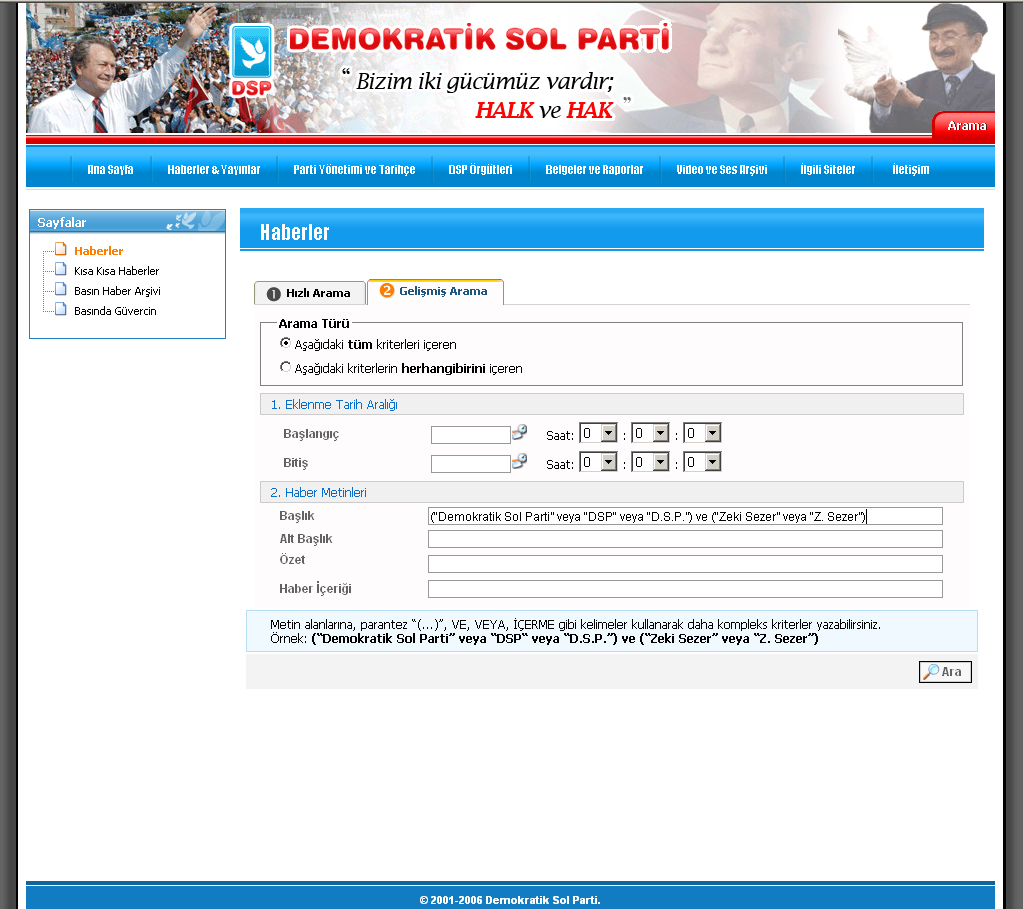 DEMOKRATİK SOL PARTİ
DSP
“ Bizim iki gücümüz vardır;
HALK ve HAK ”
Arama
Ana Sayfa Haberler & Yayınlar Parti Yönetimi ve Tarihçe DSP Örgütleri Belgeler ve Raporlar Video ve Ses Arşivi İlgili Siteler İletişim
Sayfalar
Haberler
Kısa Kısa Haberler
Basın Haber Arşivi
Basında Güvercin
Haberler
1 Hızlı Arama 2 Gelişmiş Arama
Arama Türü
Aşağıdaki tüm kriterleri içeren
Aşağıdaki kriterlerin herhangibirini içeren
1. Eklenme Tarih Aralığı
Başlangıç Saat: 0 : 0 : 0
Bitiş Saat: 0 : 0 : 0
2. Haber Metinleri
Başlık ("Demokratik Sol Parti" veya "DSP" veya "D.S.P.") ve ("Zeki Sezer" veya "Z. Sezer")
Alt Başlık
Özet
Haber İçeriği
Metin alanlarına, parantez “(...)”, VE, VEYA, İÇERME gibi kelimeler kullanarak daha kompleks kriterler yazabilirsiniz.
Örnek: (“Demokratik Sol Parti” veya “DSP“ veya “D.S.P.”) ve (“Zeki Sezer” veya “Z. Sezer”)
Ara
© 2001-2006 Demokratik Sol Parti.